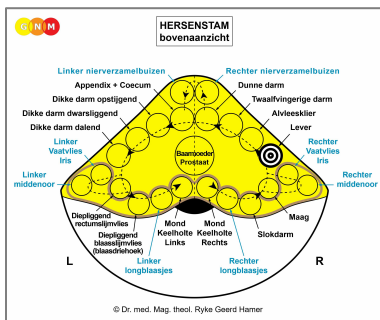 NNM
HERSENSTAM
bovenaanzicht
Linker nierverzamelbuizen
Rechter nierverzamelbuizen
Appendix + Coecum
Dunne darm
Dikke darm opstijgend
Twaalfvingerige darm
Dikke darm dwarsliggend
Alvleesklier
Dikke darm dalend
Lever
Linker
Vaatvlies
Iris
Baarmoeder
Prostaat
Rechter
Vaatvlies
Iris
Linker
middenoor
Rechter
middenoor
Diepliggend
rectumslijmvlies
Diepliggend
blaasslijmvlies
(blaasdriehoek)
Mond
Keelholte
Links
Mond
Keelholte
Rechts
Maag
Slokdarm
Linker
longblaasjes
Rechter
longblaasjes
L
R
© Dr. med. Mag. theol. Ryke Geerd Hamer